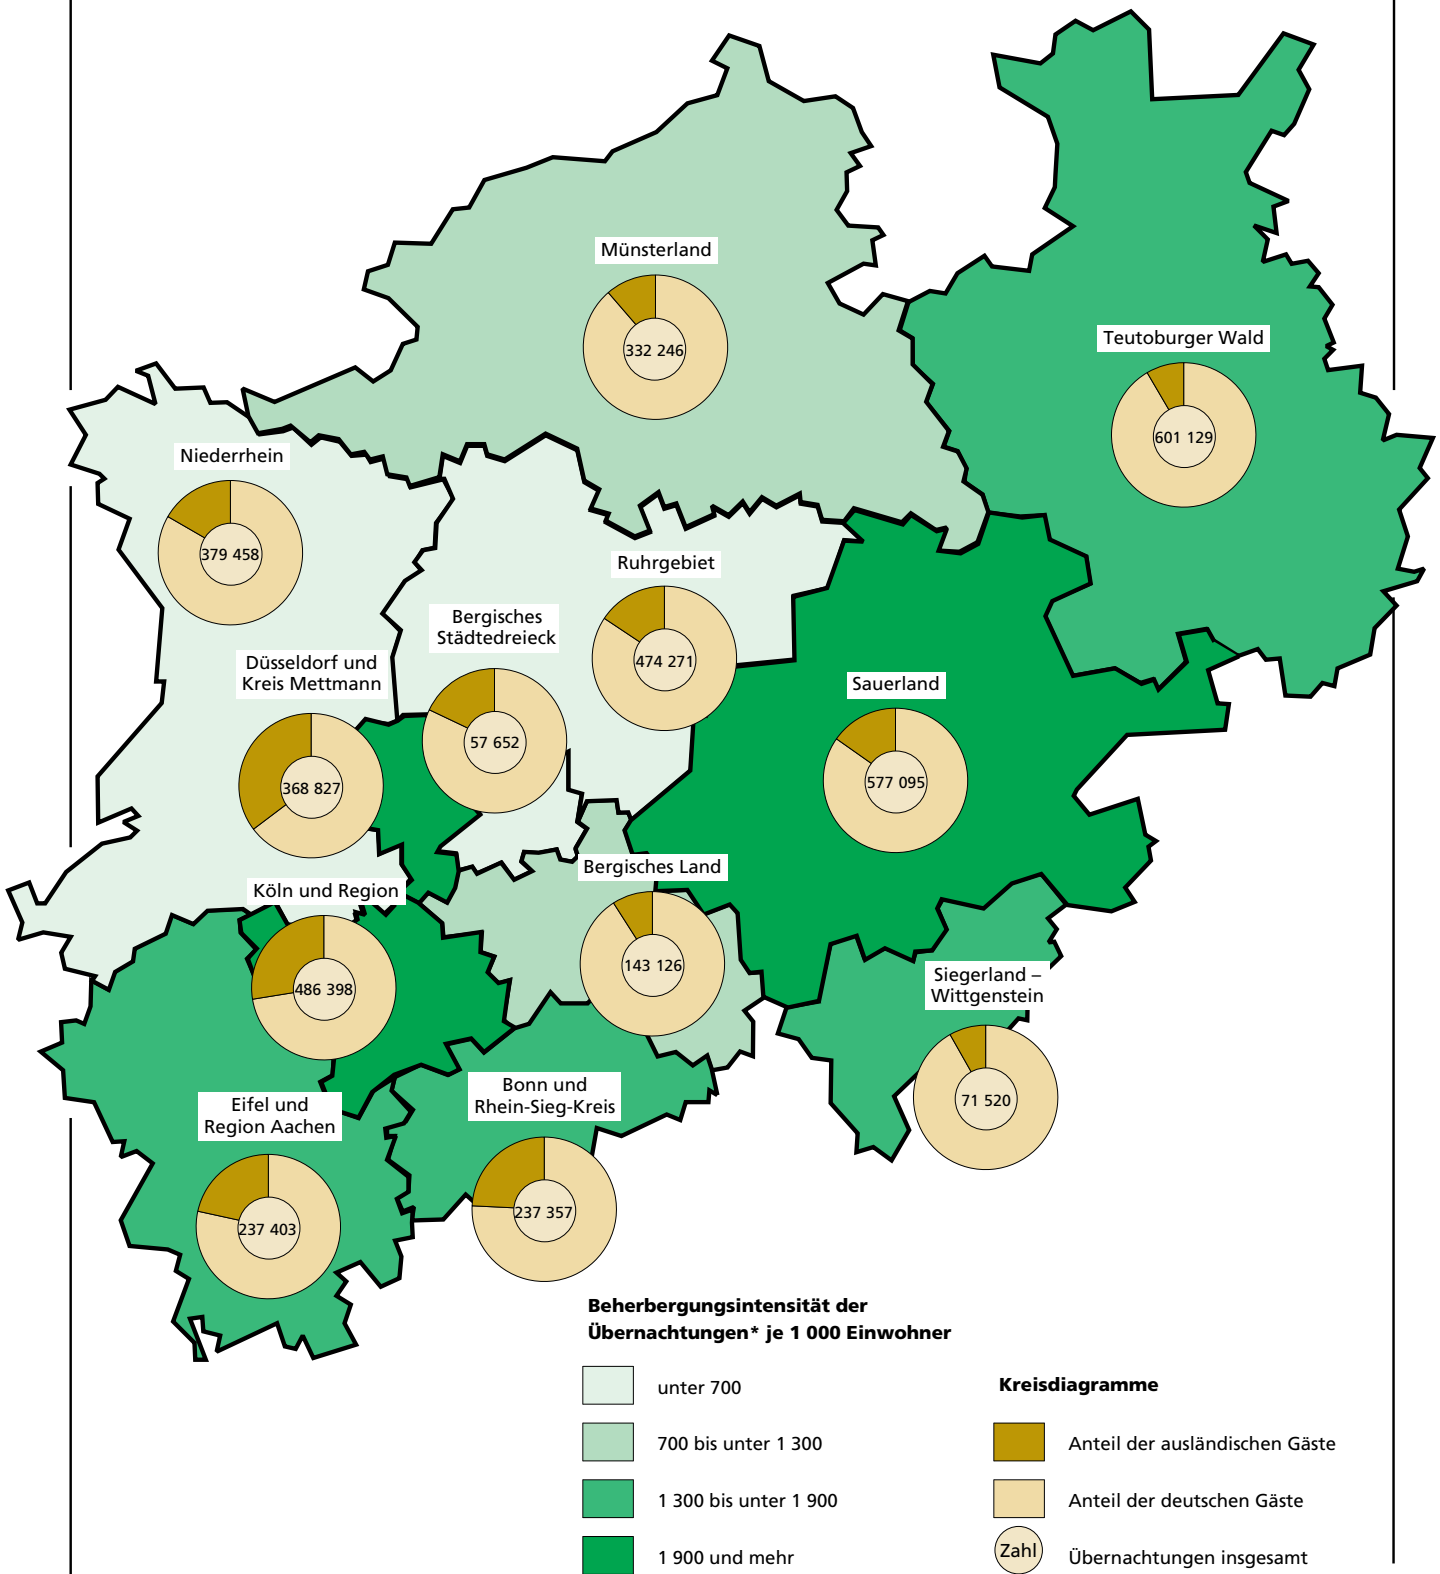 Münsterland
332 246
Teutoburger Wald
601 129
Niederrhein
379 458
Ruhrgebiet
474 271
Bergisches
Städtedreieck
57 652
Düsseldorf und
Kreis Mettmann
368 827
Sauerland
577 095
Bergisches Land
143 126
Köln und Region
486 398
Siegerland –
Wittgenstein
71 520
Bonn und
Rhein-Sieg-Kreis
237 357
Eifel und
Region Aachen
237 403
Beherbergungsintensität der
Übernachtungen* je 1 000 Einwohner
unter 700
700 bis unter 1 300
1 300 bis unter 1 900
1 900 und mehr
Kreisdiagramme
Anteil der ausländischen Gäste
Anteil der deutschen Gäste
Zahl
Übernachtungen insgesamt